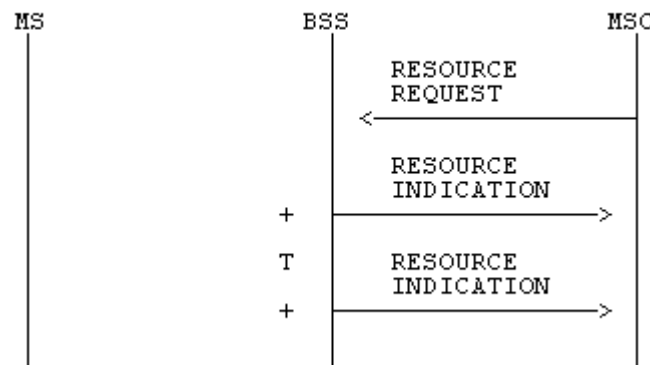 MS BSS MSC
RESOURCE
REQUEST
RESOURCE
INDICATION
+
T RESOURCE
INDICATION
+